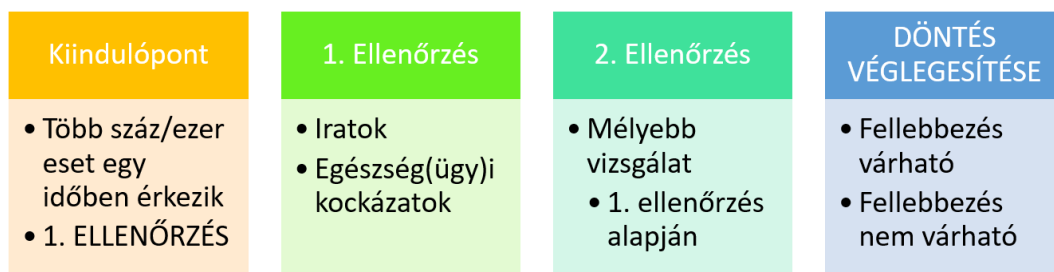 Kiindulópont
• Több száz/ezer
eset egy
időben érkezik
• 1. ELLENŐRZÉS
1. Ellenőrzés
• Iratok
• Egészség(ügy)i
kockázatok
2. Ellenőrzés
• Mélyebb
vizsgálat
• 1. ellenőrzés
alapján
DÖNTÉS
VÉGLEGESÍTÉSE
• Fellebbezés
várható
• Fellebbezés
nem várható